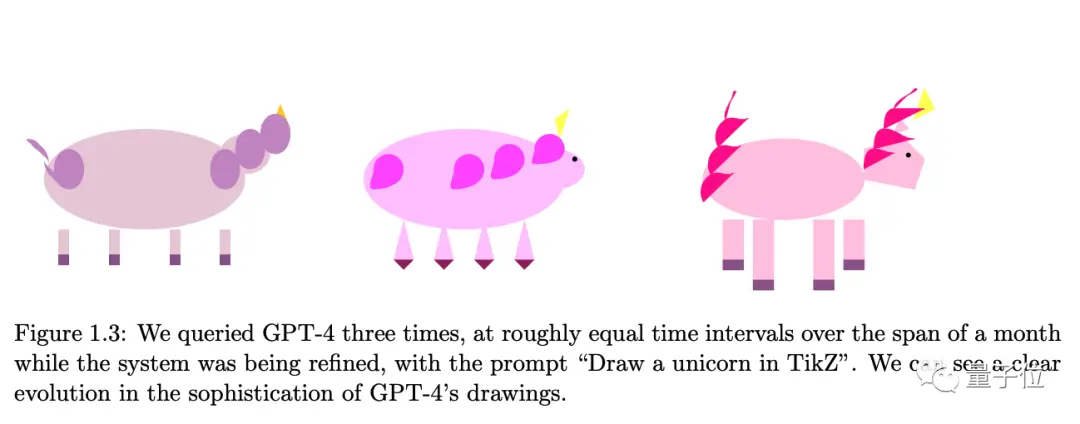 Figure 1.3: We queried GPT-4 three times, at roughly equal time intervals over the span of a month
while the system was being refined, with the prompt “Draw a unicorn in TikZ”. We can see a clear
evolution in the sophistication of GPT-4’s drawings.
量子位